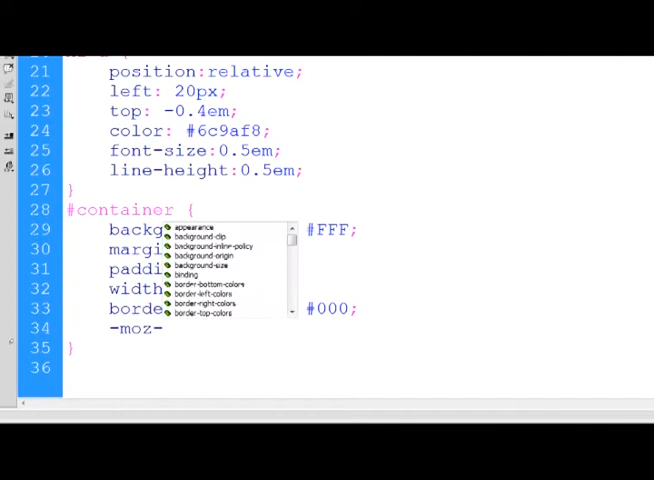 21 position:relative;
22 left: 20px;
23 top: -0.4em;
24 color: #6c9af8;
25 font-size:0.5em;
26 line-height:0.5em;
27 }
28 #container {
29 backg #FFF;
30 margi
31 paddi
32 width
33 borde #000;
34 -moz-
35 }
36
appearance
background-clip
background-inline-policy
background-origin
background-size
binding
border-bottom-colors
border-left-colors
border-right-colors
border-top-colors